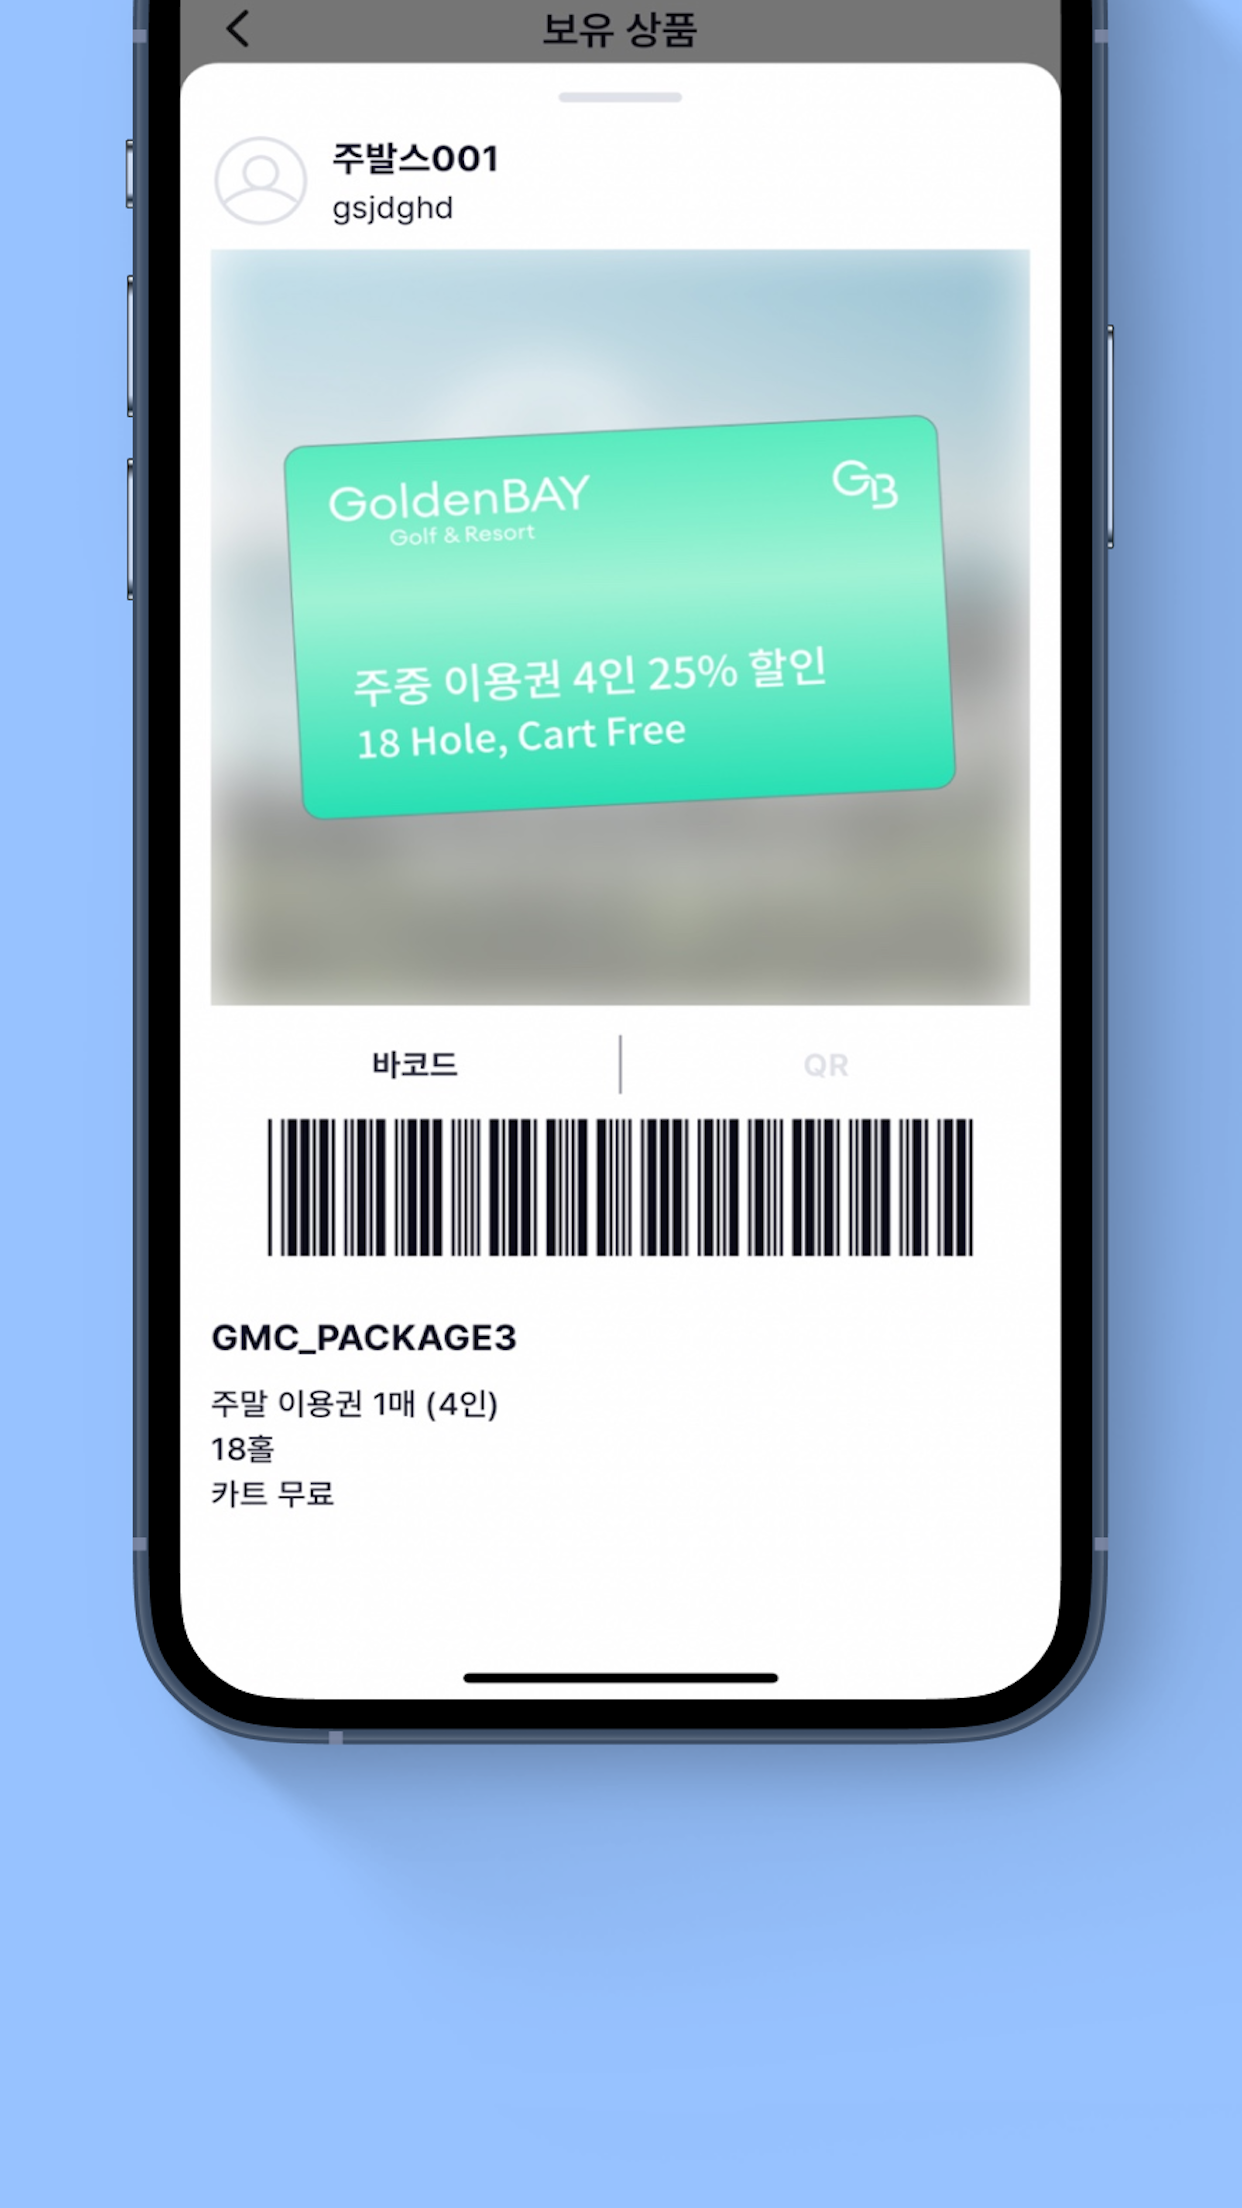 보유 상품
주발스001
gsjdghd
GoldenBAY
Golf & Resort
GB
주중 이용권 4인 25% 할인
18 Hole, Cart Free
바코드
QR
GMC_PACKAGE3
주말 이용권 1매 (4인)
18홀
카트 무료